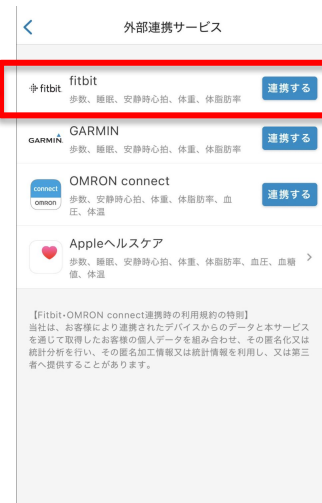 外部連携サービス
fitbit
fitbit
歩数、睡眠、安静時心拍、体重、体脂肪率
連携する
GARMIN
GARMIN
歩数、睡眠、安静時心拍、体重、体脂肪率
連携する
connect
OMRON
OMRON connect
歩数、安静時心拍、体重、体脂肪率、血
圧、体温
連携する
Appleヘルスケア
歩数、睡眠、安静時心拍、体重、体脂肪率、血圧、血糖
値、体温
【Fitbit・OMRON connect連携時の利用規約の特則】
当社は、お客様により連携されたデバイスからのデータと本サービス
を通じて取得したお客様の個人データを組み合わせ、その匿名化又は
統計分析を行い、その匿名加工情報又は統計情報を利用し、又は第三
者へ提供することがあります。